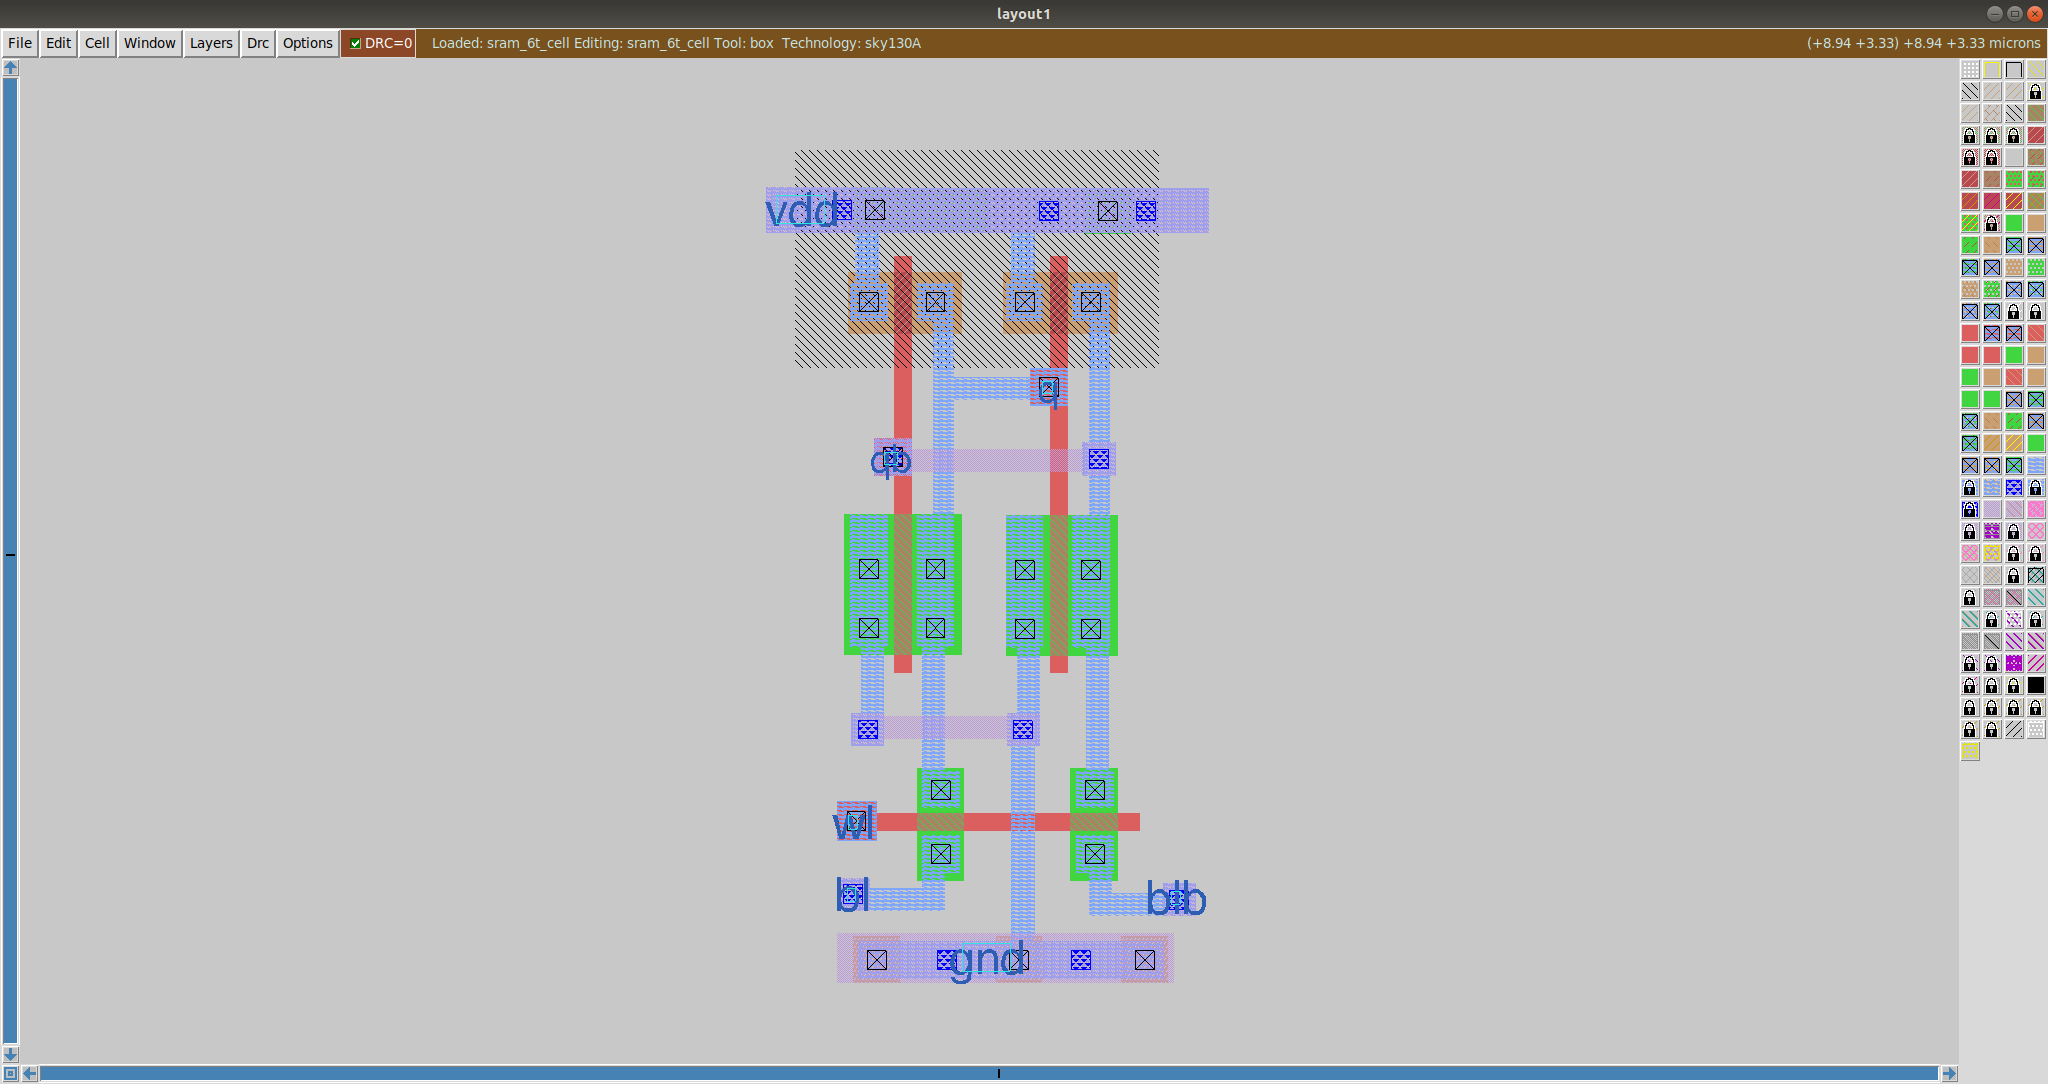 layout1
File Edit Cell Window Layers Drc Options DRC=0 Loaded: sram_6t_cell Editing: sram_6t_cell Tool: box Technology: sky130A (+8.94 +3.33) +8.94 +3.33 microns
vdd
q
qb
wl
bl
blb
gnd